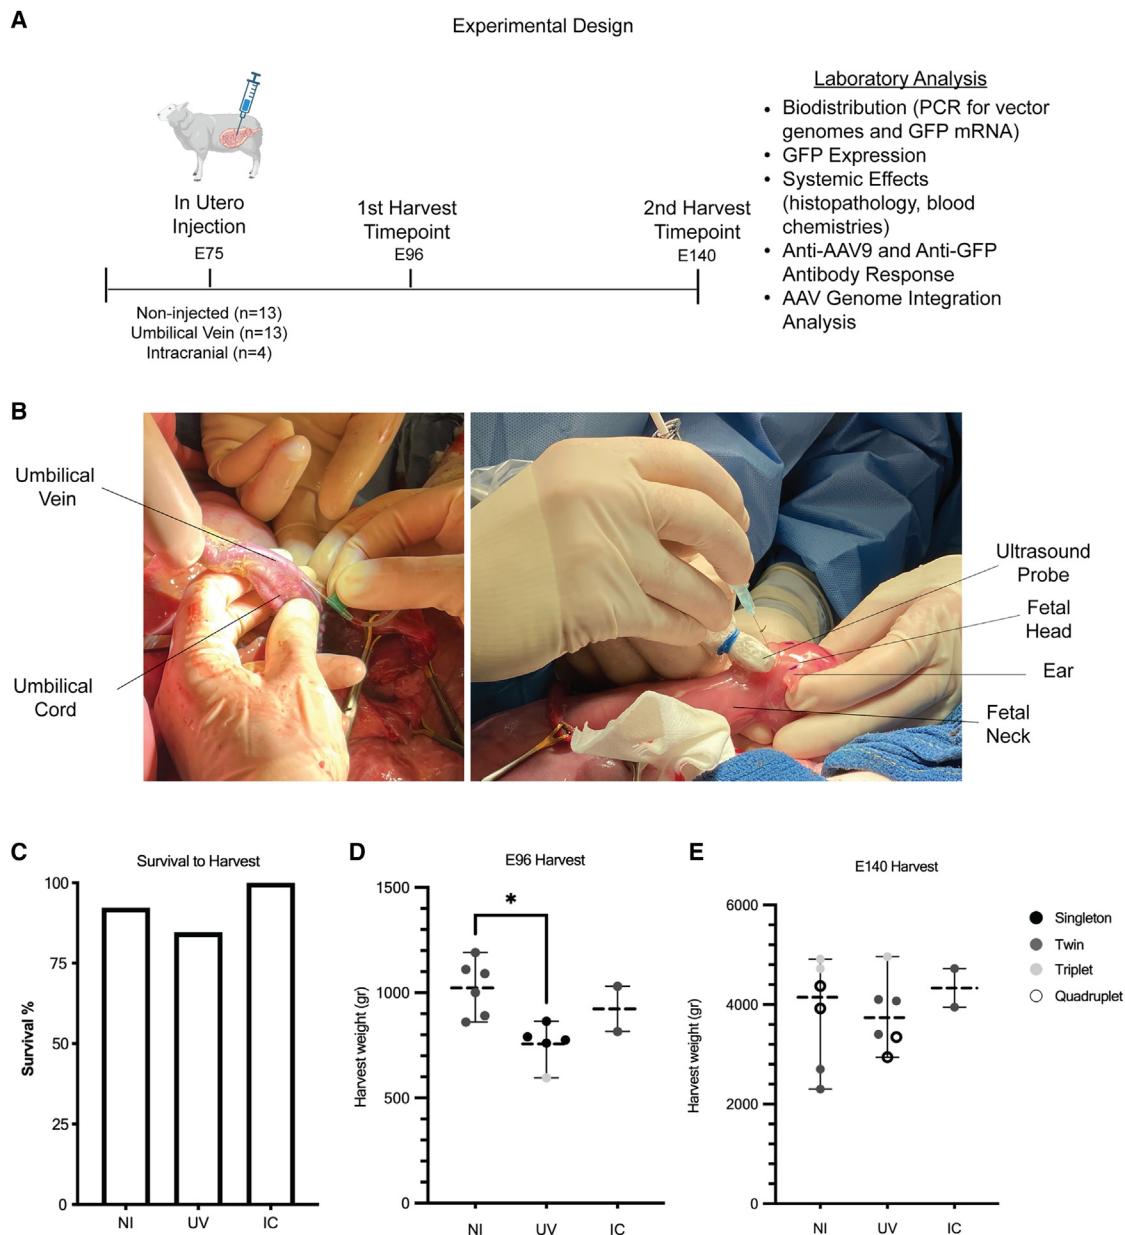 A
Experimental Design
In Utero
Injection
E75
1st Harvest
Timepoint
E96
2nd Harvest
Timepoint
E140
Non-injected (n=13)
Umbilical Vein (n=13)
Intracranial (n=4)
Laboratory Analysis
• Biodistribution (PCR for vector
genomes and GFP mRNA)
• GFP Expression
• Systemic Effects
(histopathology, blood
chemistries)
• Anti-AAV9 and Anti-GFP
Antibody Response
• AAV Genome Integration
Analysis
B
Umbilical
Vein
Umbilical
Cord
Ultrasound
Probe
Fetal
Head
Ear
Fetal
Neck
C
Survival to Harvest
Survival %
100
75
50
25
0
NI
UV
IC
D
E96 Harvest
Harvest weight (gr)
1500
1000
500
0
*
NI
UV
IC
E
E140 Harvest
Harvest weight (gr)
6000
4000
2000
0
NI
UV
IC
Singleton
Twin
Triplet
Quadruplet